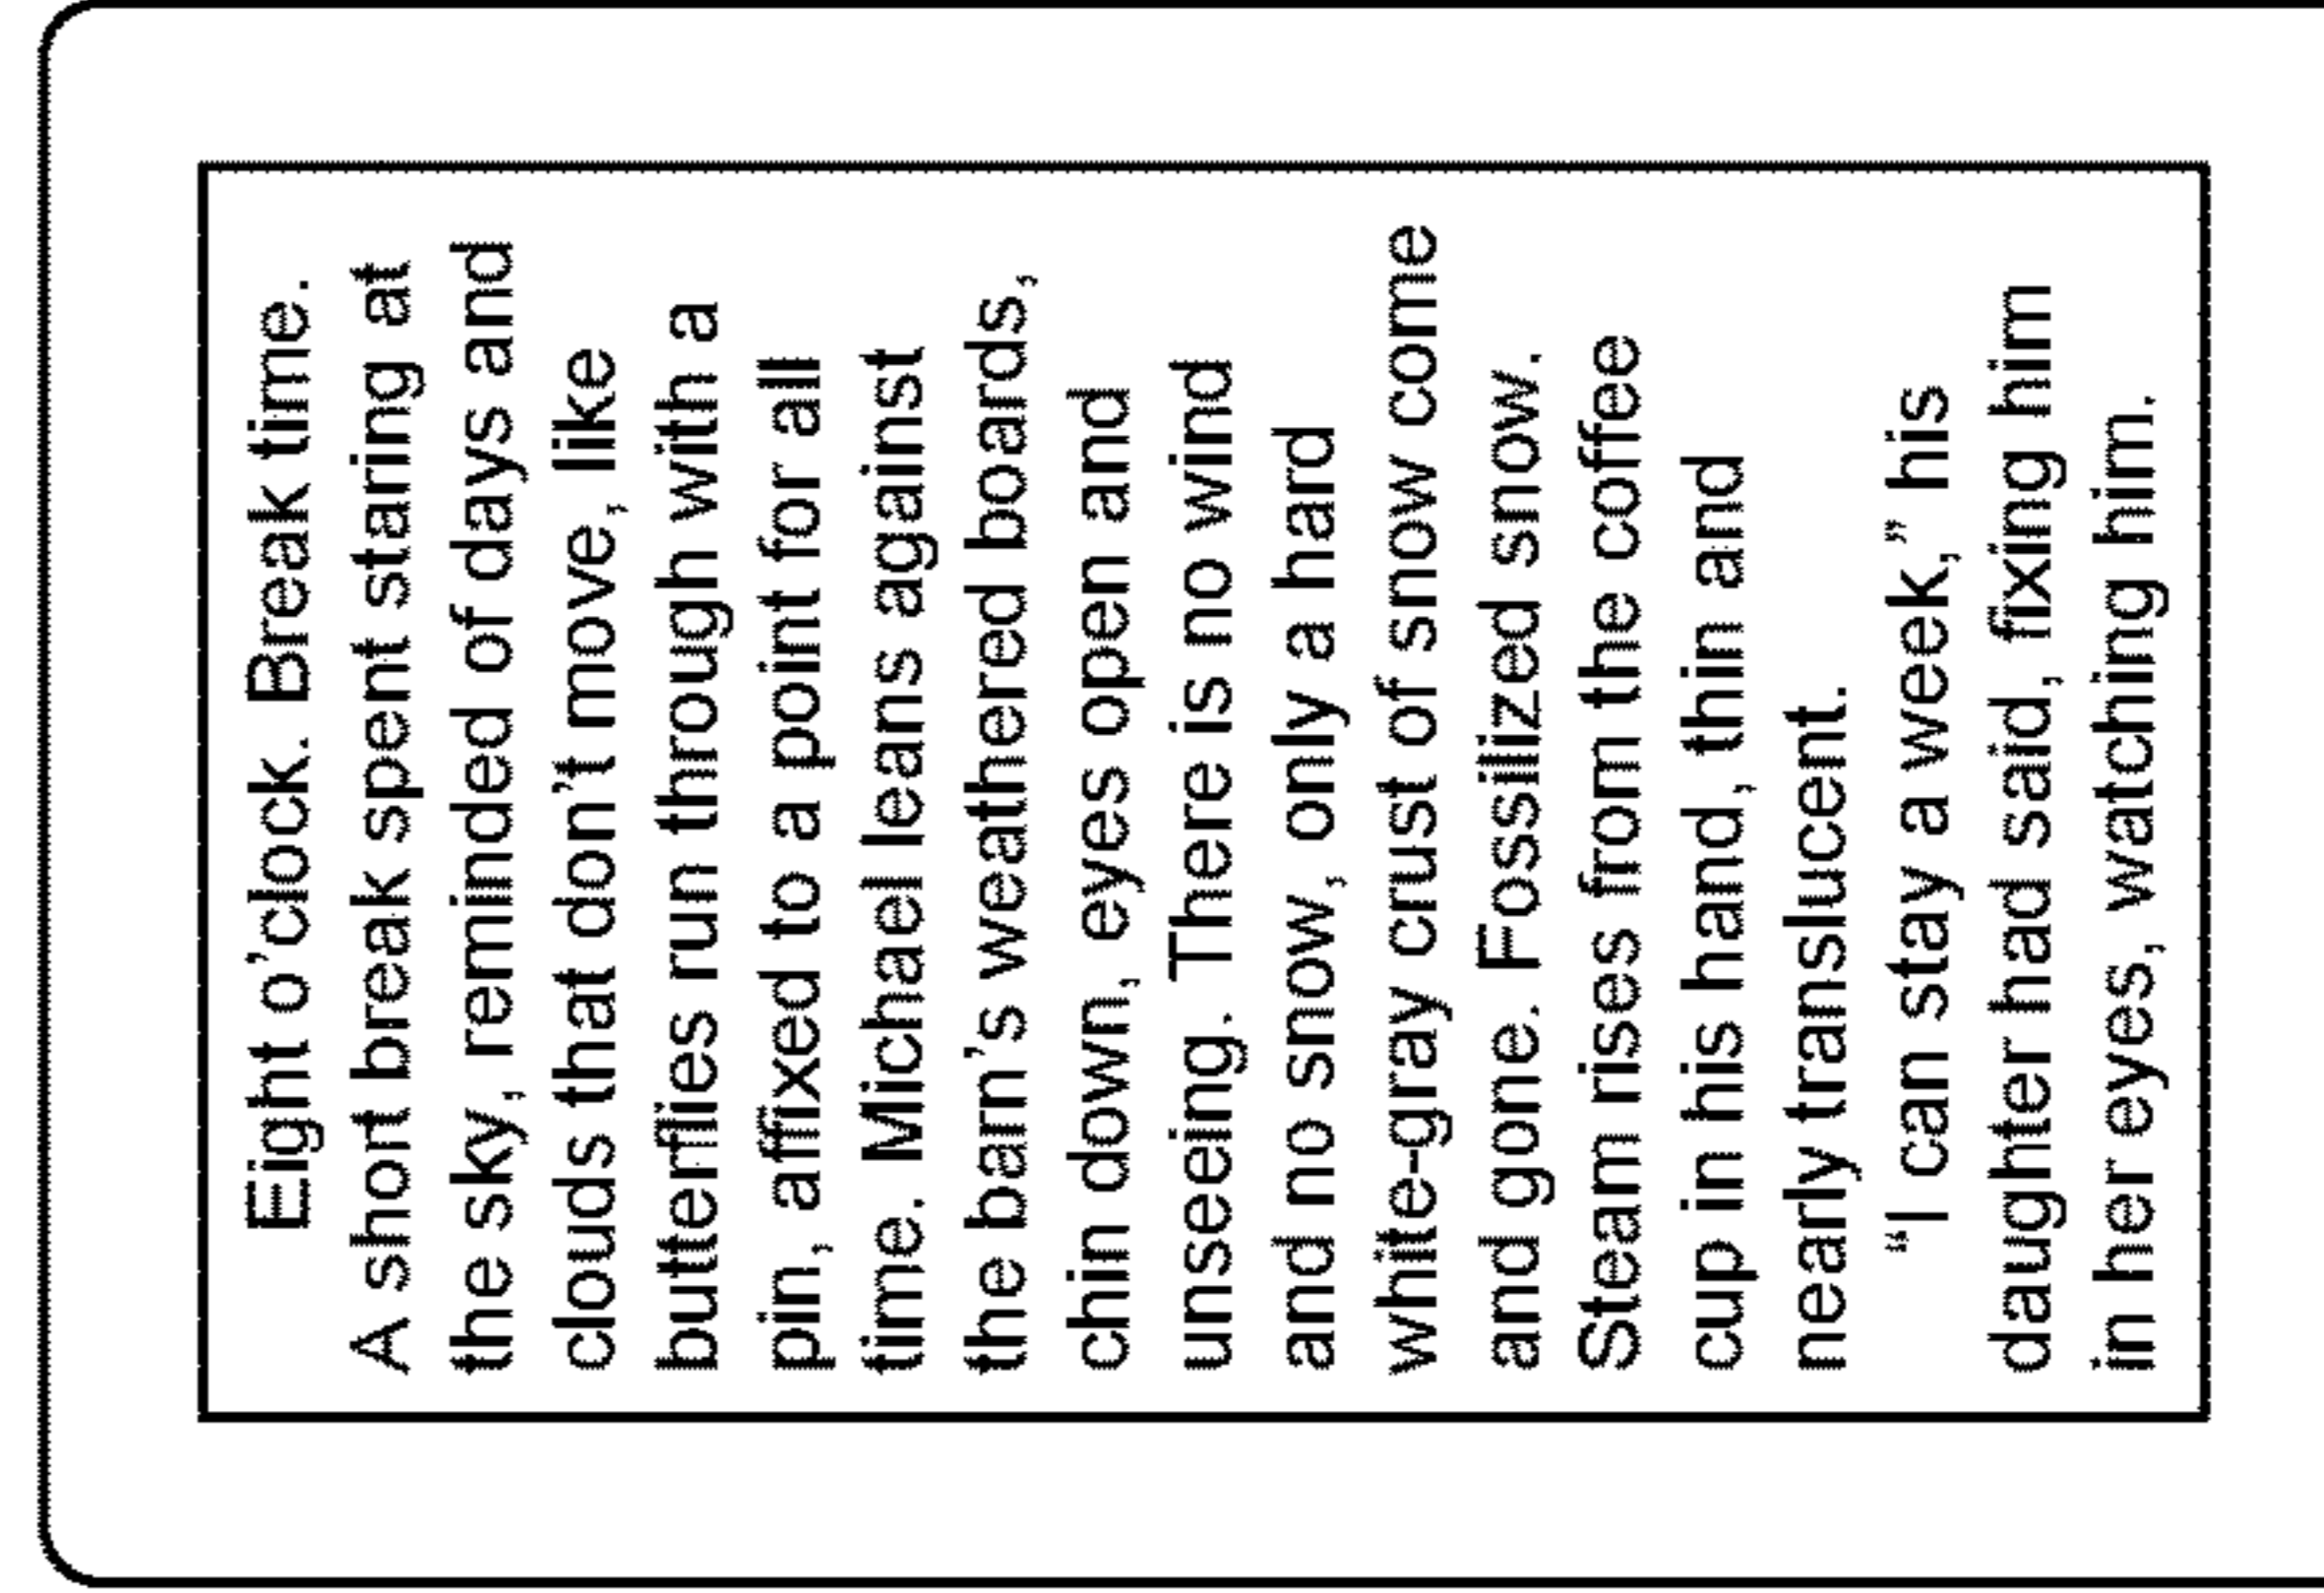 Eight o'clock. Break time.
A short break spent staring at
the sky, reminded of days and
clouds that don't move, like
butterflies run through with a
pin, affixed to a point for all
time. Michael leans against
the barn's weathered boards,
chin down, eyes open and
unseeing. There is no wind
and no snow, only a hard
white-gray crust of snow come
and gone. Fossilized snow.
Steam rises from the coffee
cup in his hand, thin and
nearly translucent.
“I can stay a week,” his
daughter had said, fixing him
in her eyes, watching him.